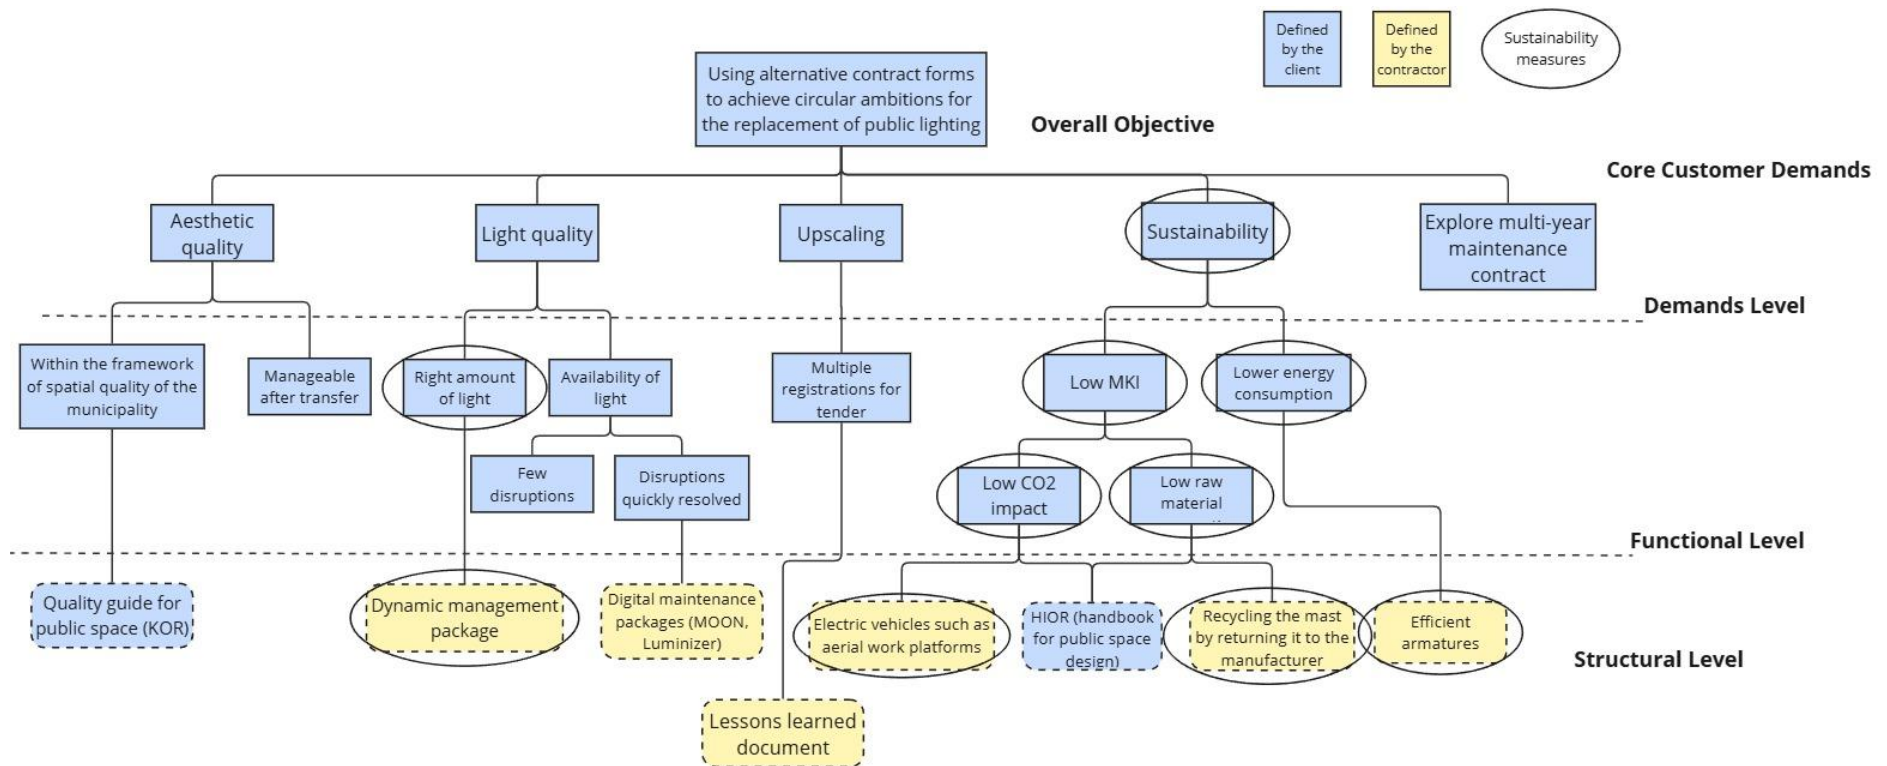 Defined
by the
client
Defined
by the
contractor
Sustainability
measures
Using alternative contract forms
to achieve circular ambitions for
the replacement of public lighting
Overall Objective
Core Customer Demands
Aesthetic
quality
Light quality
Upscaling
Sustainability
Explore multi-year
maintenance
contract
Demands Level
Within the framework
of spatial quality of the
municipality
Manageable
after transfer
Right amount
of light
Availability of
light
Multiple
registrations for
tender
Low MKI
Lower energy
consumption
Few
disruptions
Disruptions
quickly resolved
Low CO2
impact
Low raw
material
Functional Level
Quality guide for
public space (KOR)
Dynamic management
package
Digital maintenance
packages (MOON,
Luminizer)
Electric vehicles such as
aerial work platforms
HIOR (handbook
for public space
design)
Recycling the mast
by returning it to the
manufacturer
Efficient
armatures
Structural Level
Lessons learned
document